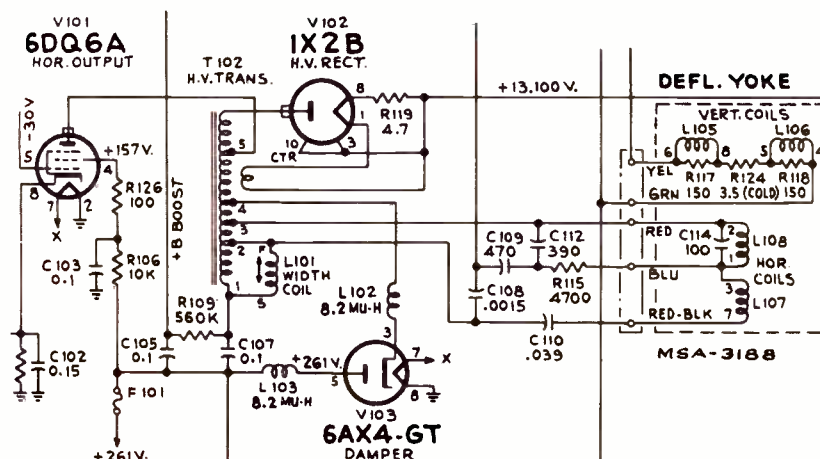 V101
6DQ6A
HOR. OUTPUT
V102
1X2B
H.V. RECT.
T102
H.V. TRANS.
-30V
+157V.
5
4
8
7
2
X
R126
100
R106
10K
C103
0.1
C102
0.15
+B BOOST
C105
0.1
F101
+261V.
5
4
3
2
1
8
1
R119
4.7
10
3
CTR
+13,100 V.
F
S
L101
WIDTH
COIL
R109
560K
C107
0.1
L102
8.2 MU-H
L103
8.2 MU-H
+261V.
3
5
7
8
X
V103
6AX4-GT
DAMPER
C109
470
C112
390
C108
.0015
R115
4700
C110
.039
DEFL. YOKE
VERT. COILS
L105
L106
6
8
5
4
YEL
R117
R124
R118
GRN
150
3.5 (COLD)
150
RED
C114
100
2
1
L108
HOR.
COILS
BLU
3
L107
7
RED-BLK
MSA-3188